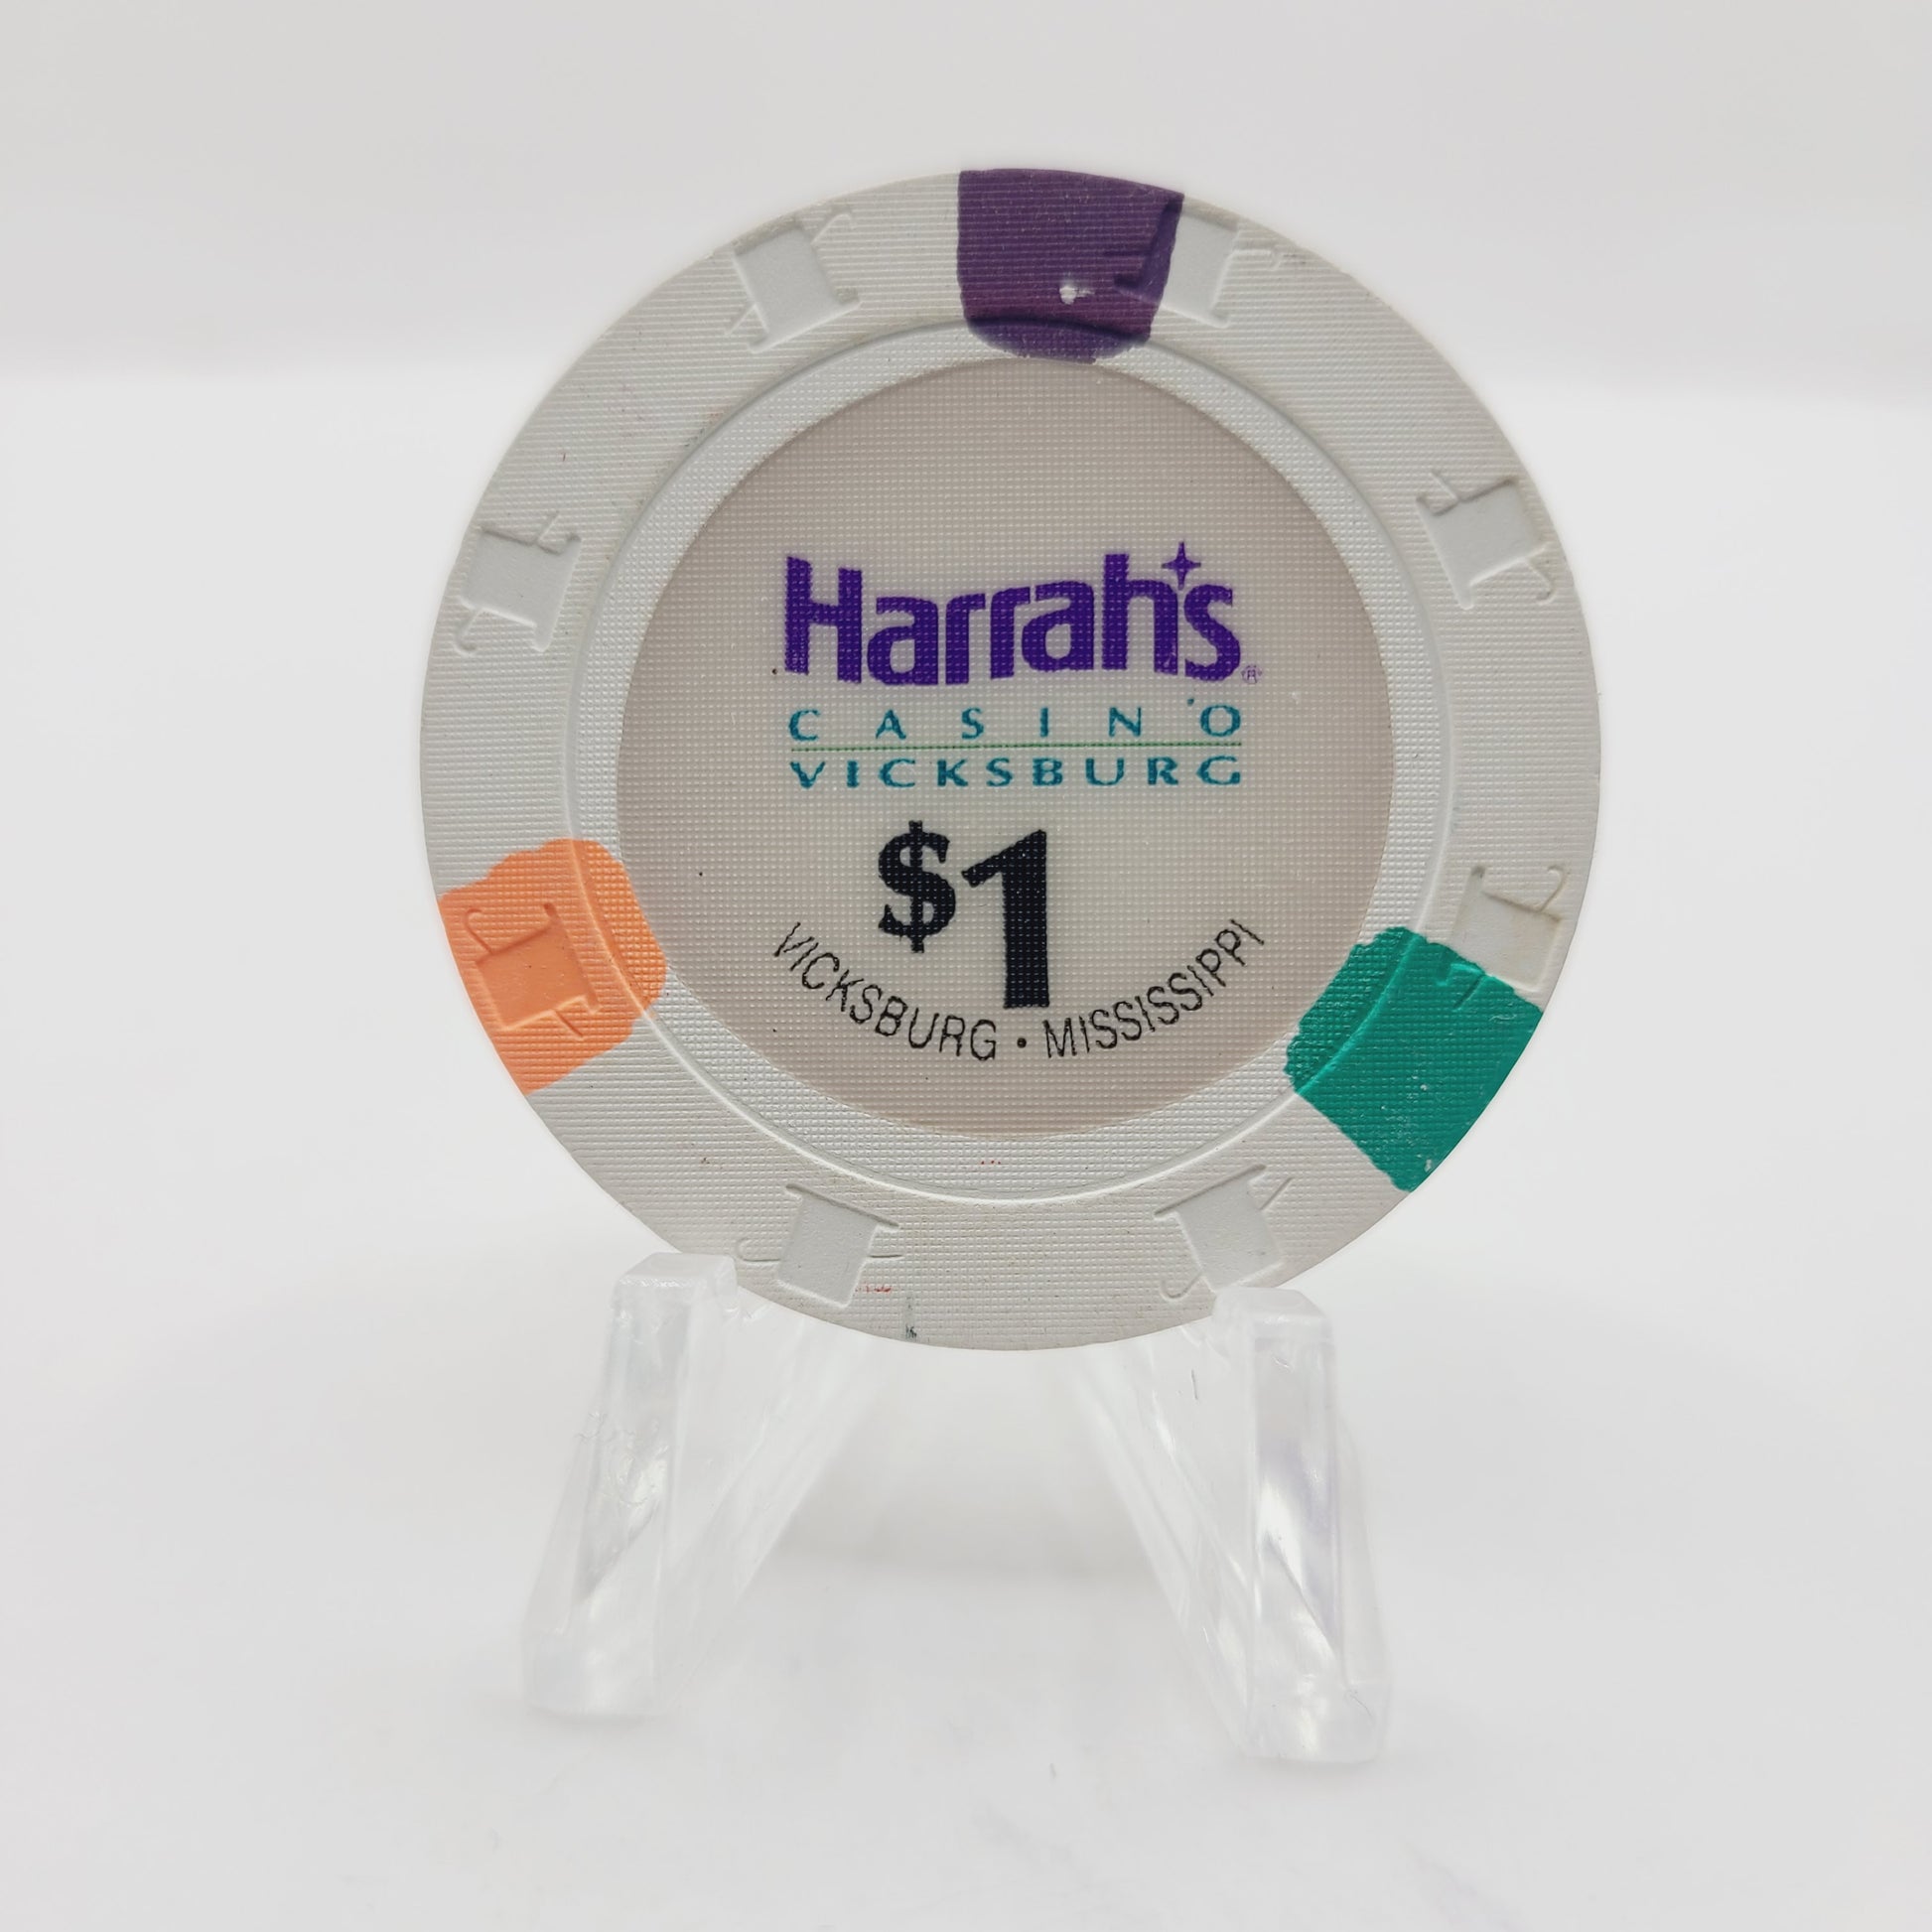 Harrah's®
CASINO
VICKSBURG
$1
VICKSBURG • MISSISSIPPI